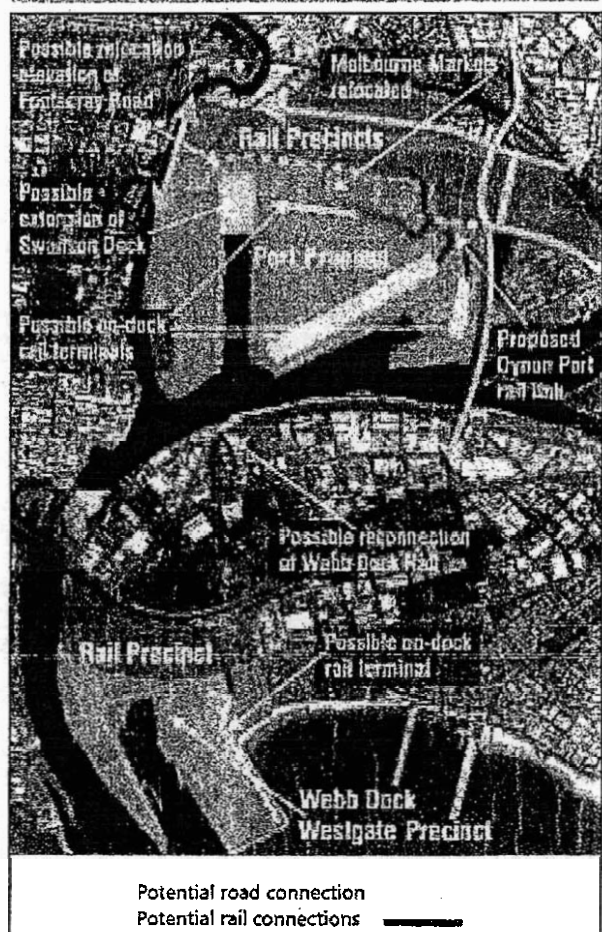 Possible relocation /
elevation of
Footscray Road
Melbourne Markets
relocated
Rail Precincts
Possible
extension of
Swanson Dock
Port Precinct
Possible on-dock
rail terminals
Proposed
Dynon Port
rail link
Possible reconnection
of Webb Dock Rail
Rail Precinct
Possible on-dock
rail terminal
Webb Dock
Westgate Precinct
Potential road connection
Potential rail connections